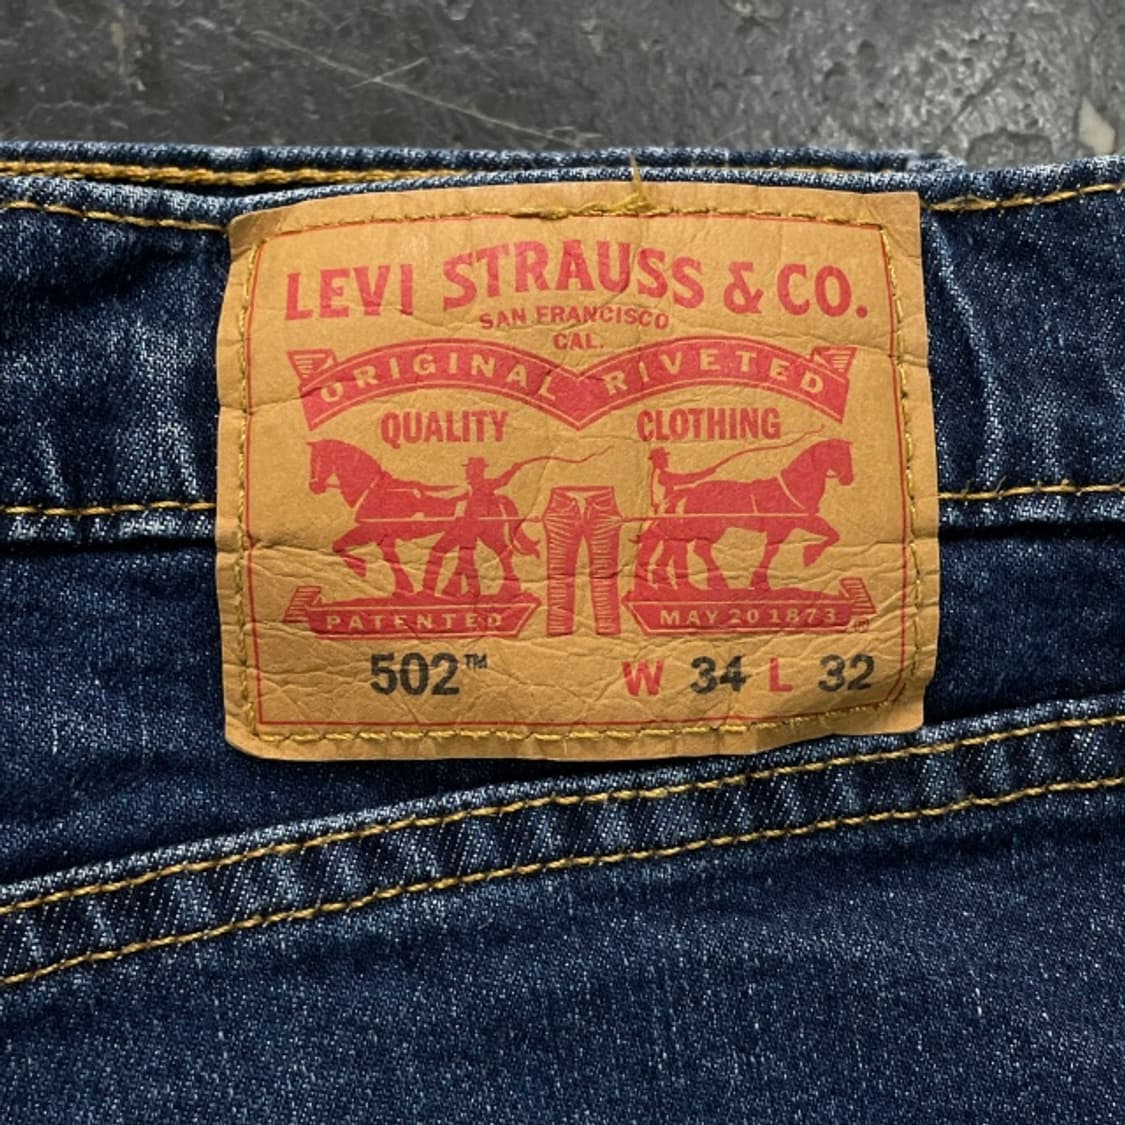 LEVI STRAUSS & CO.
SAN FRANCISCO
CAL.
ORIGINAL RIVETED
QUALITY CLOTHING
PATENTED MAY 20 1873 ®
502™ W 34 L 32